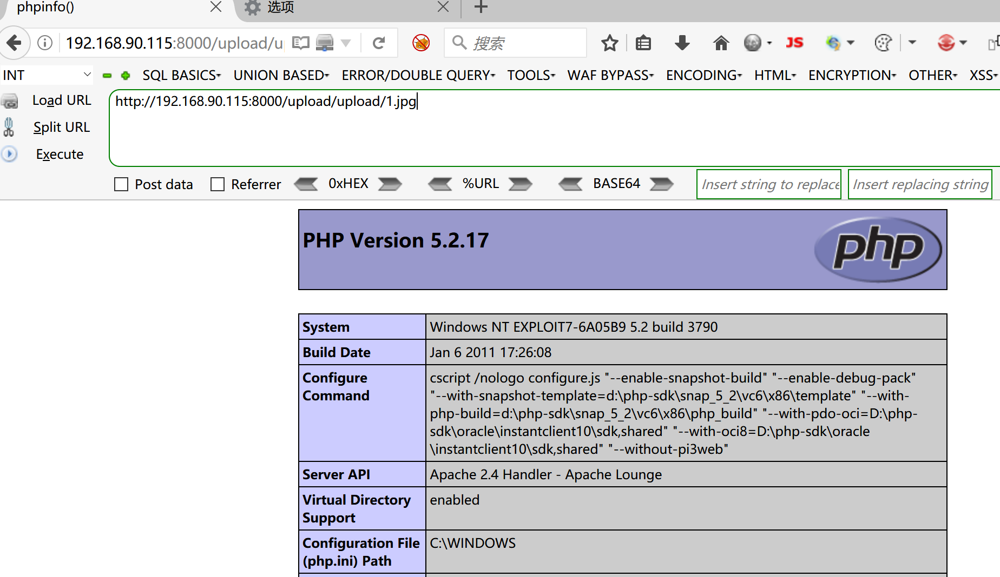 phpinfo()
选项
192.168.90.115:8000/upload/u
搜索
JS
INT
SQL BASICS
UNION BASED
ERROR/DOUBLE QUERY
TOOLS
WAF BYPASS
ENCODING
HTML
ENCRYPTION
OTHER
XSS
Load URL
http://192.168.90.115:8000/upload/upload/1.jpg
Split URL
Execute
Post data
Referrer
0xHEX
%URL
BASE64
Insert string to replace
Insert replacing string
PHP Version 5.2.17
php
System
Windows NT EXPLOIT7-6A05B9 5.2 build 3790
Build Date
Jan 6 2011 17:26:08
Configure
Command
cscript /nologo configure.js "--enable-snapshot-build" "--enable-debug-pack"
"--with-snapshot-template=d:\php-sdk\snap_5_2\vc6\x86\template" "--with-
php-build=d:\php-sdk\snap_5_2\vc6\x86\php_build" "--with-pdo-oci=D:\php-
sdk\oracle\instantclient10\sdk,shared" "--with-oci8=D:\php-sdk\oracle
\instantclient10\sdk,shared" "--without-pi3web"
Server API
Apache 2.4 Handler - Apache Lounge
Virtual Directory
Support
enabled
Configuration File
(php.ini) Path
C:\WINDOWS